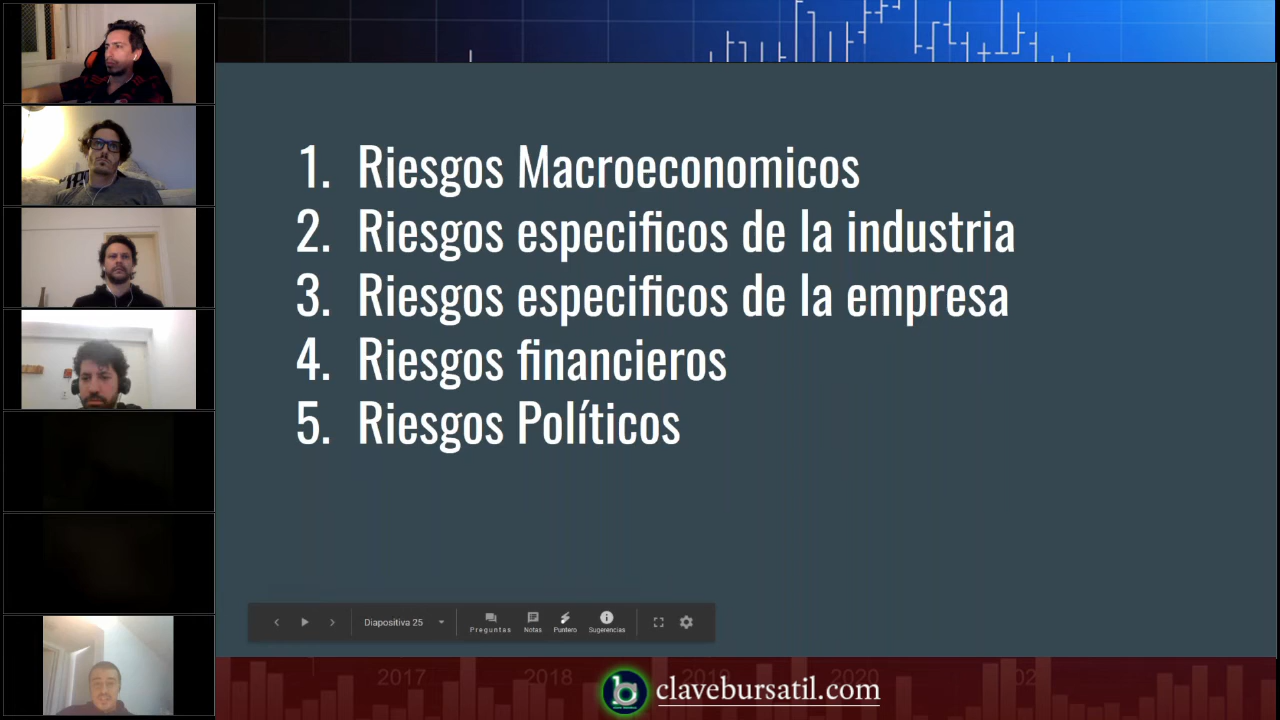 1. Riesgos Macroeconomicos
2. Riesgos especificos de la industria
3. Riesgos especificos de la empresa
4. Riesgos financieros
5. Riesgos Políticos
Diapositiva 25
Preguntas Notas Puntero Sugerencias
2017 2018 2019 2020
clavebursatil.com